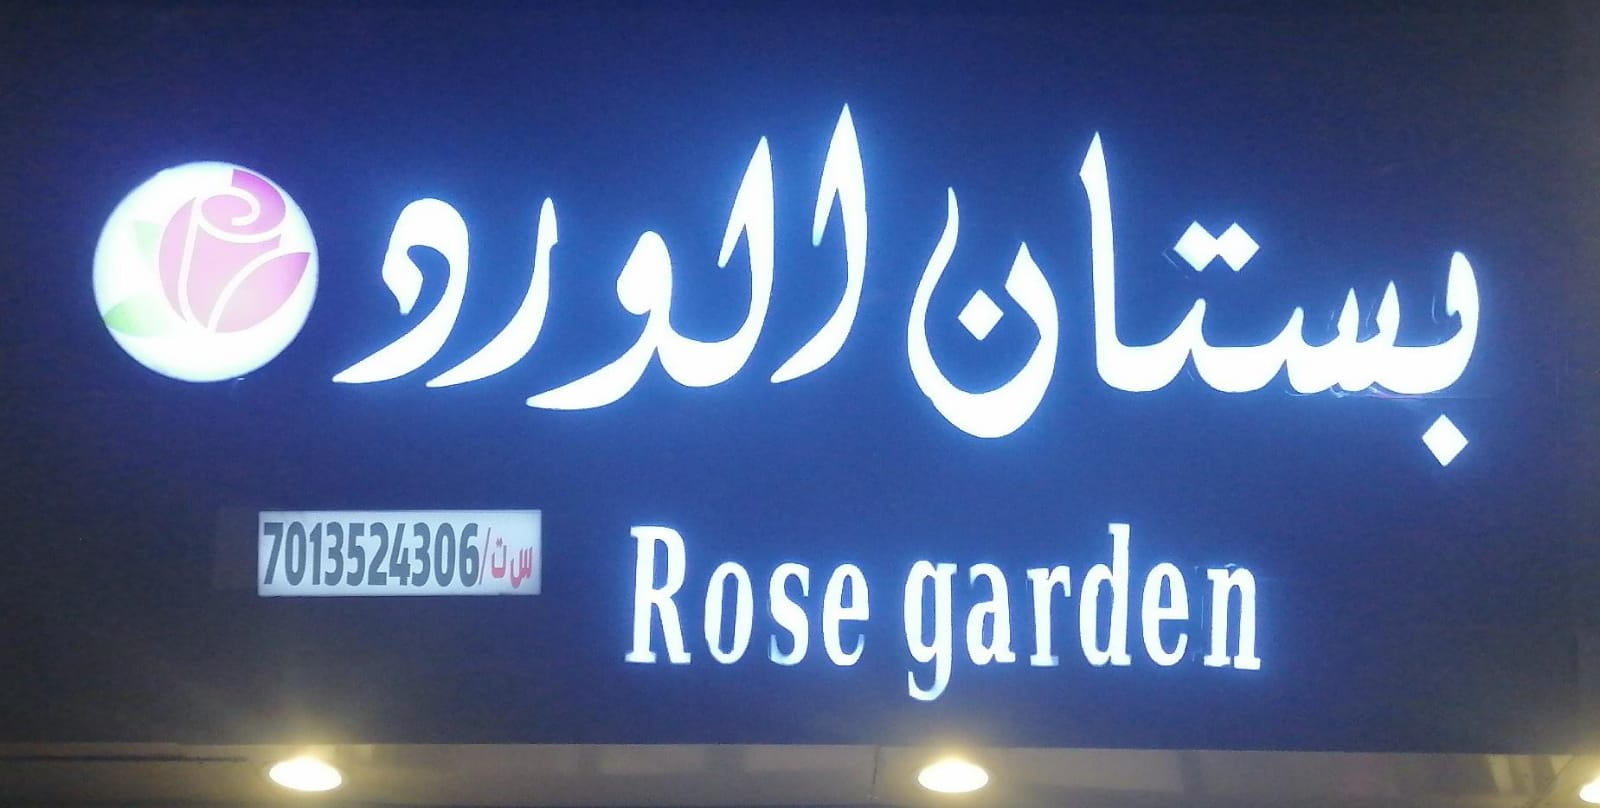 بستان الورد
Rose garden
س ت/7013524306